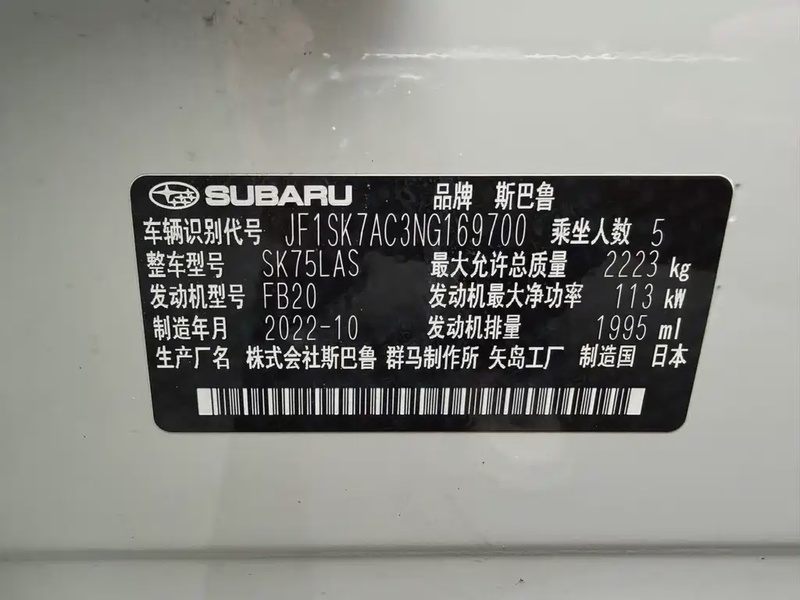 SUBARU 品牌 斯巴鲁
车辆识别代号 JF1SK7AC3NG169700 乘坐人数 5
整车型号 SK75LAS 最大允许总质量 2223 kg
发动机型号 FB20 发动机最大净功率 113 kW
制造年月 2022-10 发动机排量 1995 ml
生产厂名 株式会社斯巴鲁 群马制作所 矢岛工厂 制造国 日本